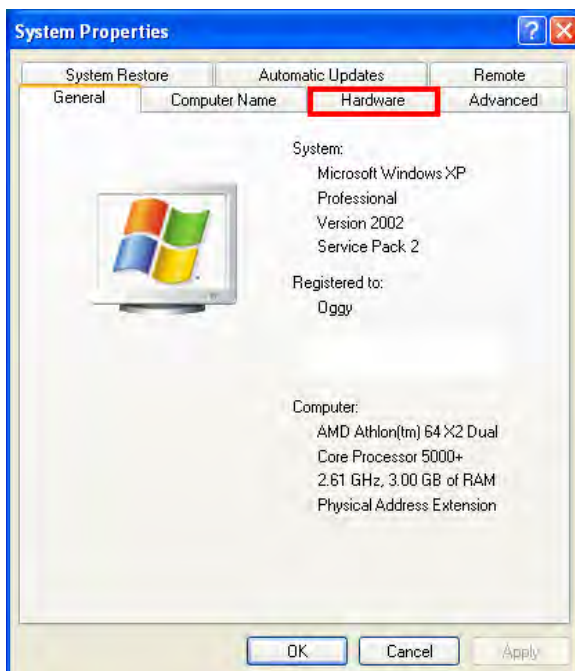 System Properties
System Restore Automatic Updates Remote
General Computer Name Hardware Advanced
System:
Microsoft Windows XP
Professional
Version 2002
Service Pack 2
Registered to:
Oggy
Computer:
AMD Athlon(tm) 64 X2 Dual
Core Processor 5000+
2.61 GHz, 3.00 GB of RAM
Physical Address Extension
OK Cancel Apply